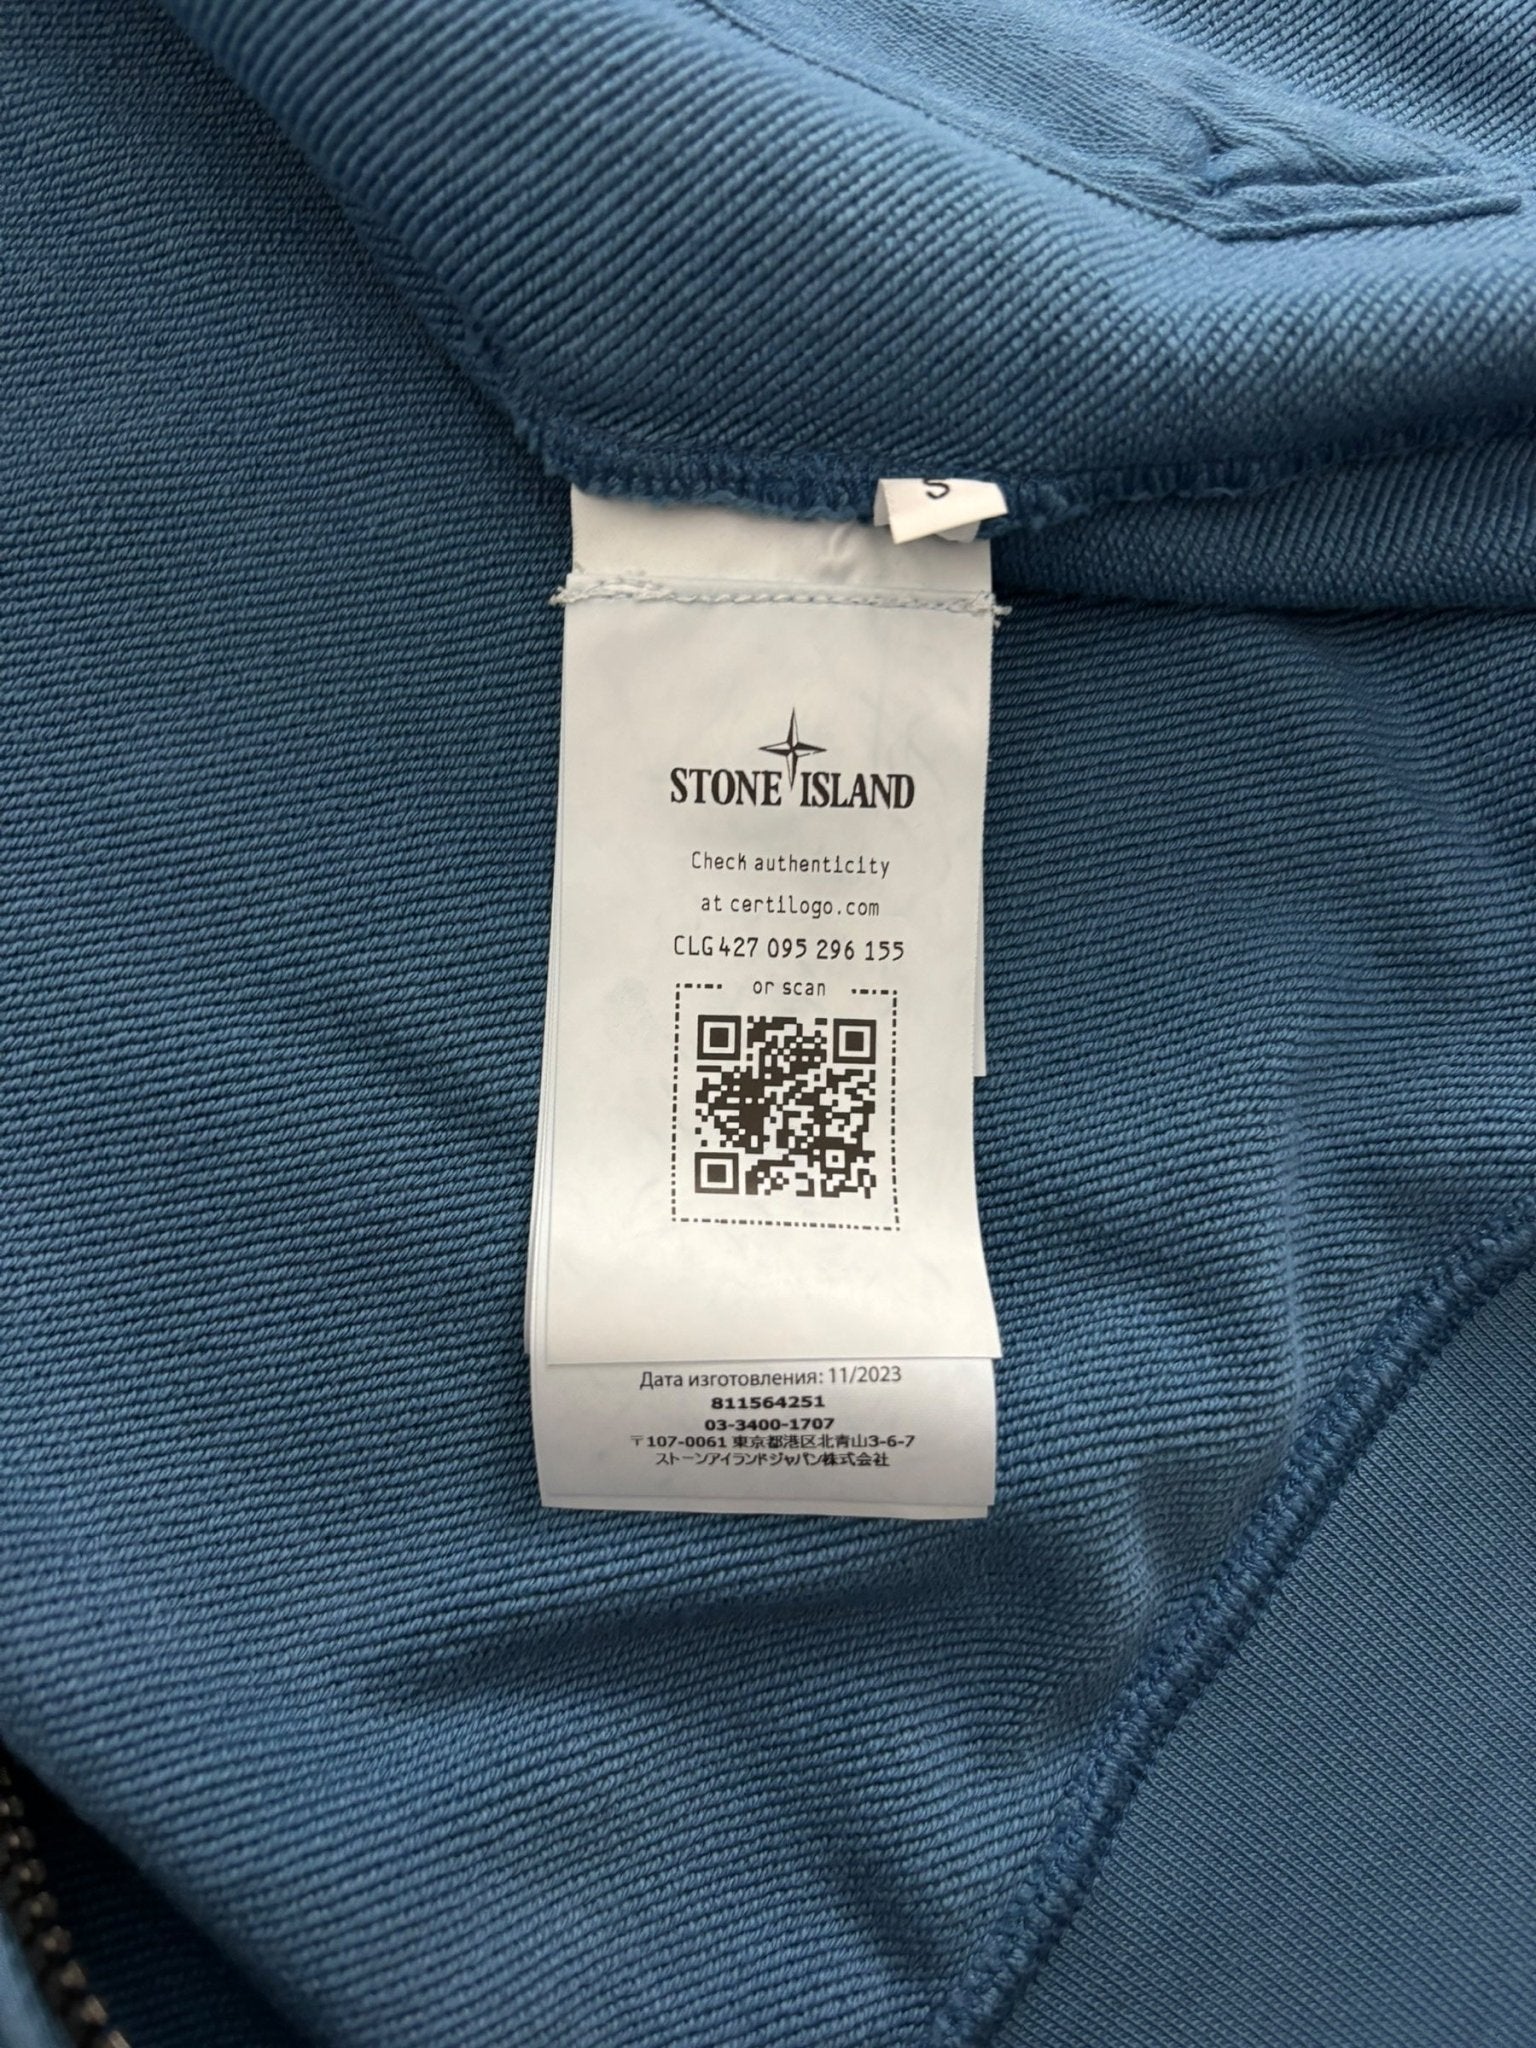 S
STONE ISLAND
Check authenticity
at certilogo.com
CLG 427 095 296 155
or scan
Дата изготовления: 11/2023
811564251
03-3400-1707
〒107-0061 東京都港区北青山3-6-7
ストーンアイランドジャパン株式会社